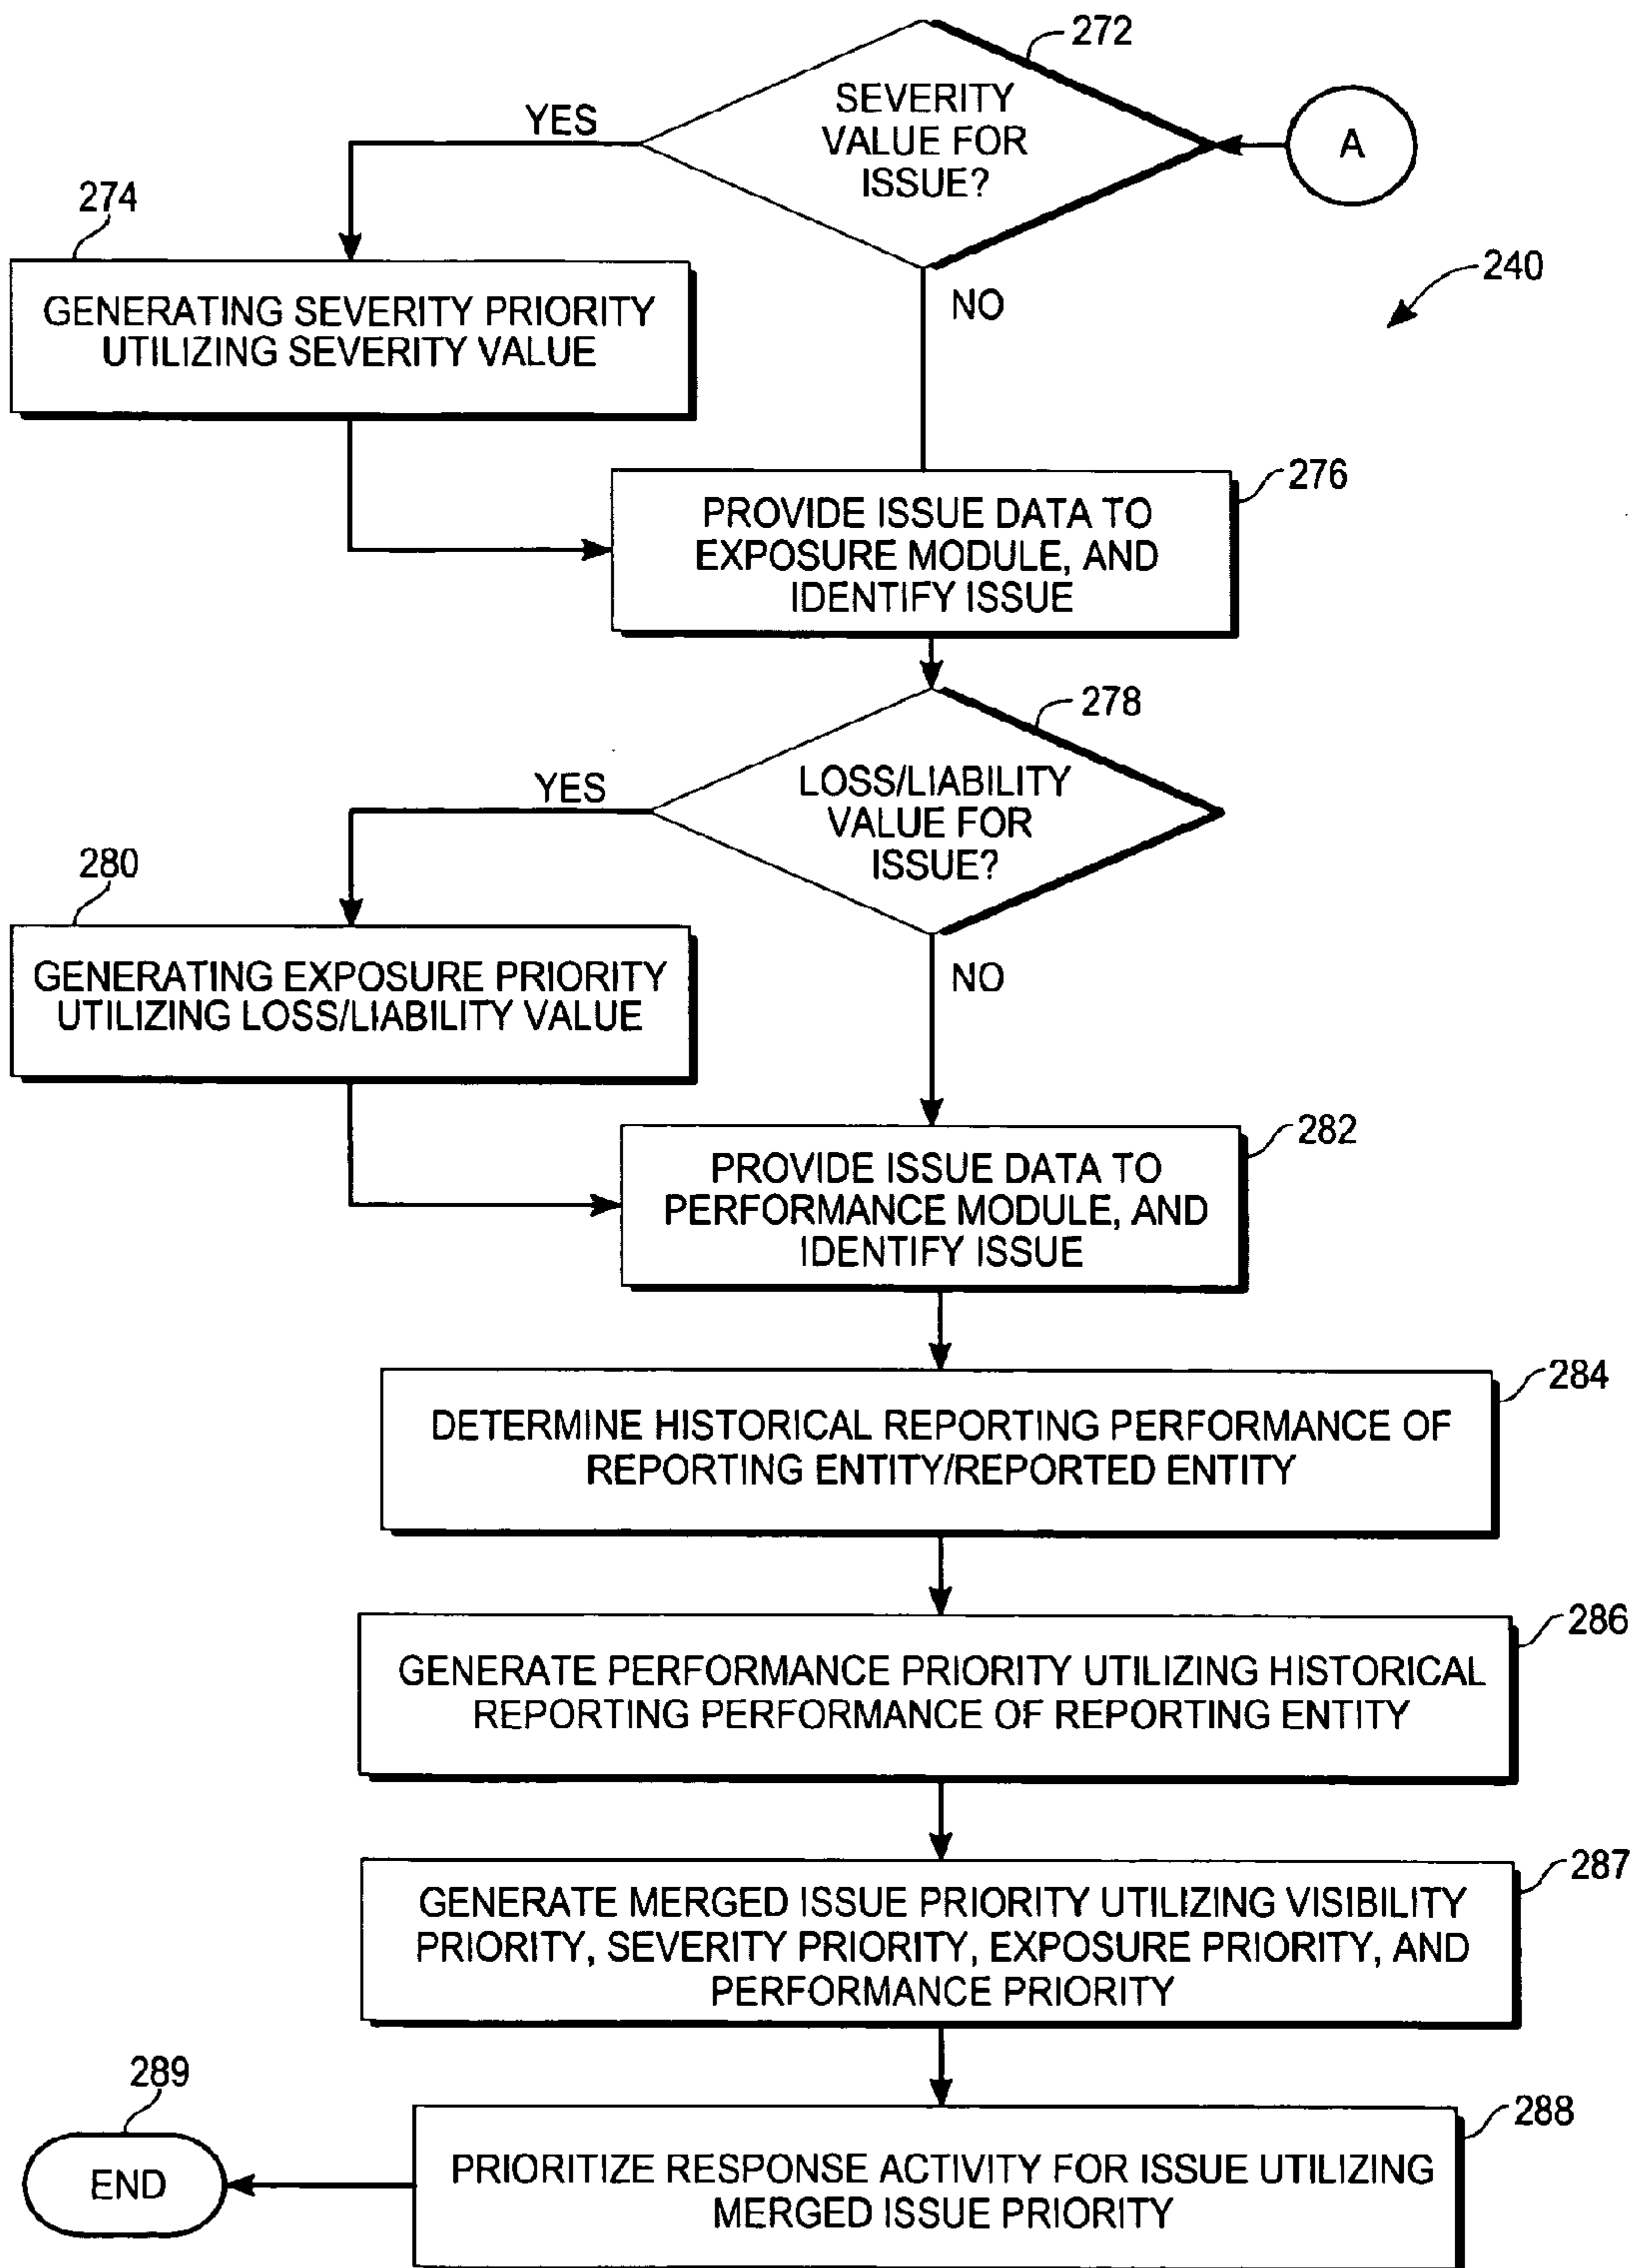 272
SEVERITY
VALUE FOR
ISSUE?
YES
A
274
240
GENERATING SEVERITY PRIORITY
UTILIZING SEVERITY VALUE
NO
276
PROVIDE ISSUE DATA TO
EXPOSURE MODULE, AND
IDENTIFY ISSUE
278
LOSS/LIABILITY
VALUE FOR
ISSUE?
YES
280
GENERATING EXPOSURE PRIORITY
UTILIZING LOSS/LIABILITY VALUE
NO
282
PROVIDE ISSUE DATA TO
PERFORMANCE MODULE, AND
IDENTIFY ISSUE
284
DETERMINE HISTORICAL REPORTING PERFORMANCE OF
REPORTING ENTITY/REPORTED ENTITY
286
GENERATE PERFORMANCE PRIORITY UTILIZING HISTORICAL
REPORTING PERFORMANCE OF REPORTING ENTITY
287
GENERATE MERGED ISSUE PRIORITY UTILIZING VISIBILITY
PRIORITY, SEVERITY PRIORITY, EXPOSURE PRIORITY, AND
PERFORMANCE PRIORITY
289
END
288
PRIORITIZE RESPONSE ACTIVITY FOR ISSUE UTILIZING
MERGED ISSUE PRIORITY